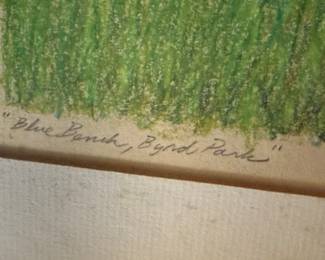 "Blue Bench, Byrd Park"